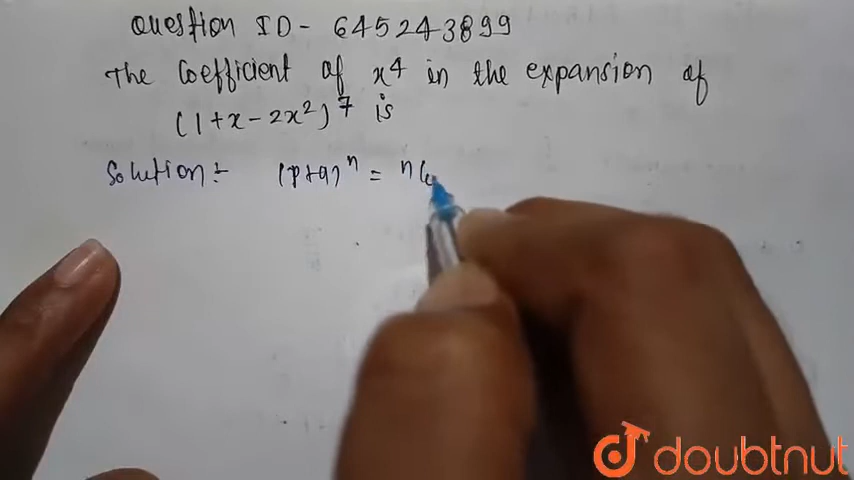 Question ID - 645243899
The Coefficient of x⁴ in the expansion of
(1+x-2x²)⁷ is
Solution :- (p+q)ⁿ = ⁿC
doubtnut